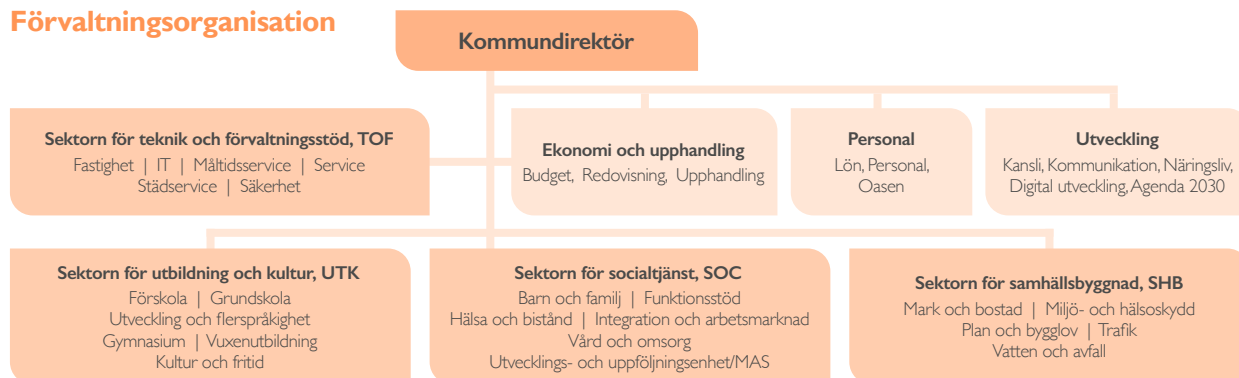 Förvaltningsorganisation
Kommundirektör
Sektorn för teknik och förvaltningsstöd, TOF
Fastighet | IT | Måltidsservice | Service
Städservice | Säkerhet
Ekonomi och upphandling
Budget, Redovisning, Upphandling
Personal
Lön, Personal,
Oasen
Utveckling
Kansli, Kommunikation, Näringsliv,
Digital utveckling, Agenda 2030
Sektorn för utbildning och kultur, UTK
Förskola | Grundskola
Utveckling och flerspråkighet
Gymnasium | Vuxenutbildning
Kultur och fritid
Sektorn för socialtjänst, SOC
Barn och familj | Funktionsstöd
Hälsa och bistånd | Integration och arbetsmarknad
Vård och omsorg
Utvecklings- och uppföljningsenhet/MAS
Sektorn för samhällsbyggnad, SHB
Mark och bostad | Miljö- och hälsoskydd
Plan och bygglov | Trafik
Vatten och avfall